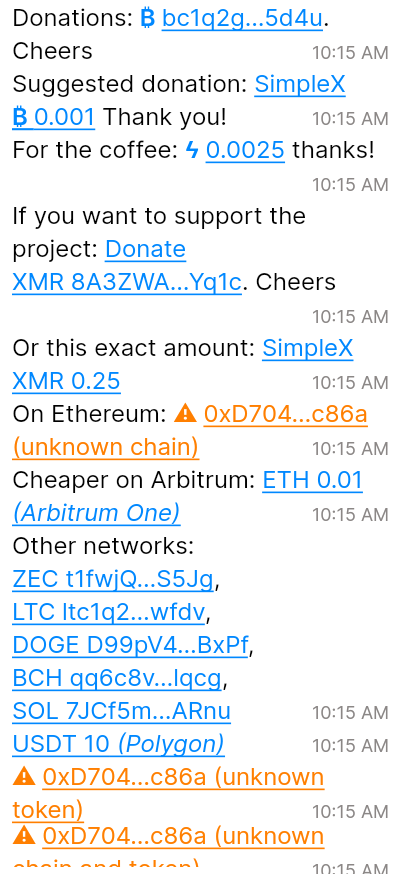 Donations: ₿ bc1q2g...5d4u.
Cheers 10:15 AM
Suggested donation: SimpleX
₿ 0.001 Thank you! 10:15 AM
For the coffee: ϟ 0.0025 thanks!
10:15 AM
If you want to support the
project: Donate
XMR 8A3ZWA...Yq1c. Cheers
10:15 AM
Or this exact amount: SimpleX
XMR 0.25 10:15 AM
On Ethereum: ⚠ 0xD704...c86a
(unknown chain) 10:15 AM
Cheaper on Arbitrum: ETH 0.01
(Arbitrum One) 10:15 AM
Other networks:
ZEC t1fwjQ...S5Jg,
LTC ltc1q2...wfdv,
DOGE D99pV4...BxPf,
BCH qq6c8v...lqcg,
SOL 7JCf5m...ARnu 10:15 AM
USDT 10 (Polygon) 10:15 AM
⚠ 0xD704...c86a (unknown
token) 10:15 AM
⚠ 0xD704...c86a (unknown
chain and token) 10:15 AM